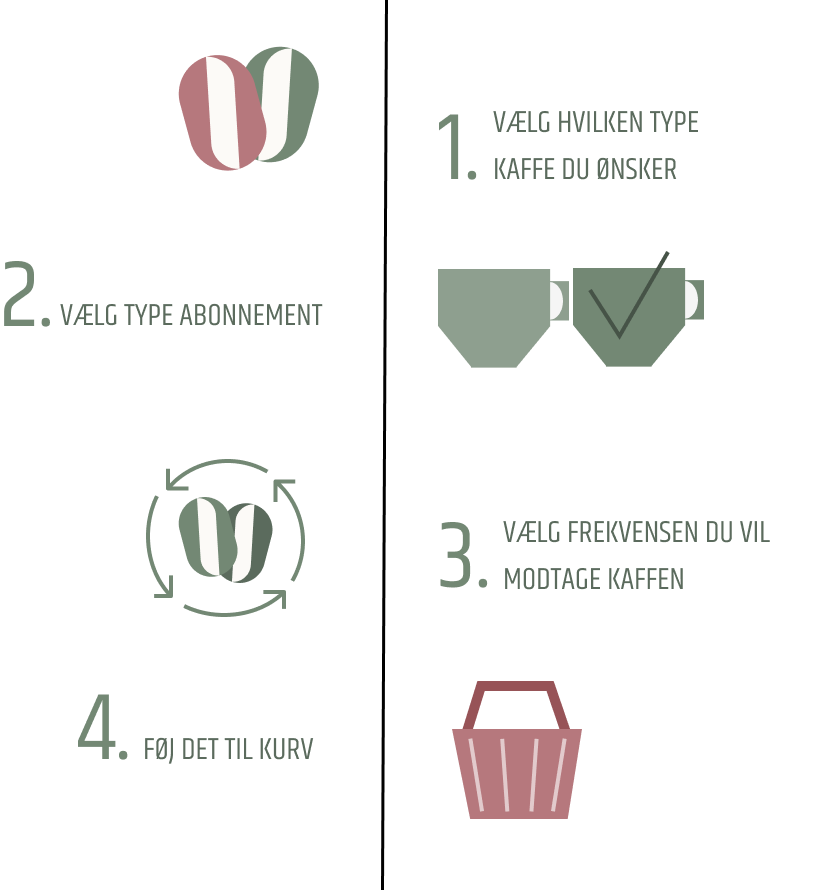 1. VÆLG HVILKEN TYPE
KAFFE DU ØNSKER
2. VÆLG TYPE ABONNEMENT
3. VÆLG FREKVENSEN DU VIL
MODTAGE KAFFEN
4. FØJ DET TIL KURV